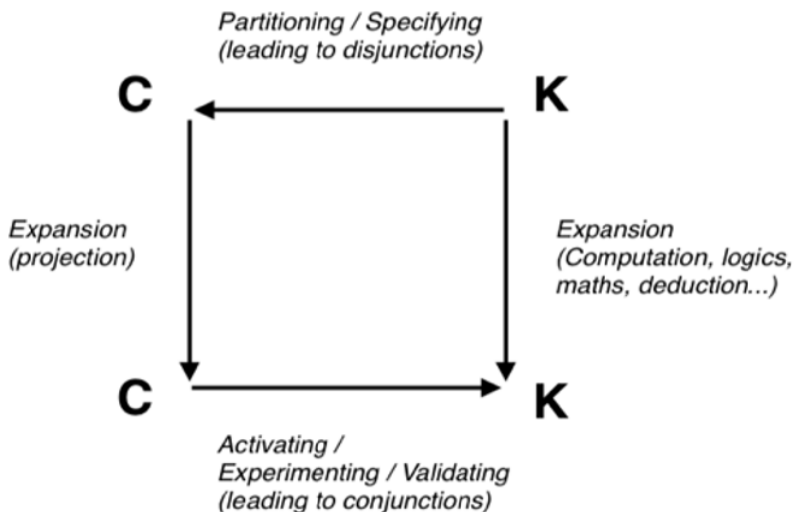 Partitioning / Specifying
(leading to disjunctions)
C
K
Expansion
(projection)
Expansion
(Computation, logics,
maths, deduction...)
C
K
Activating /
Experimenting / Validating
(leading to conjunctions)